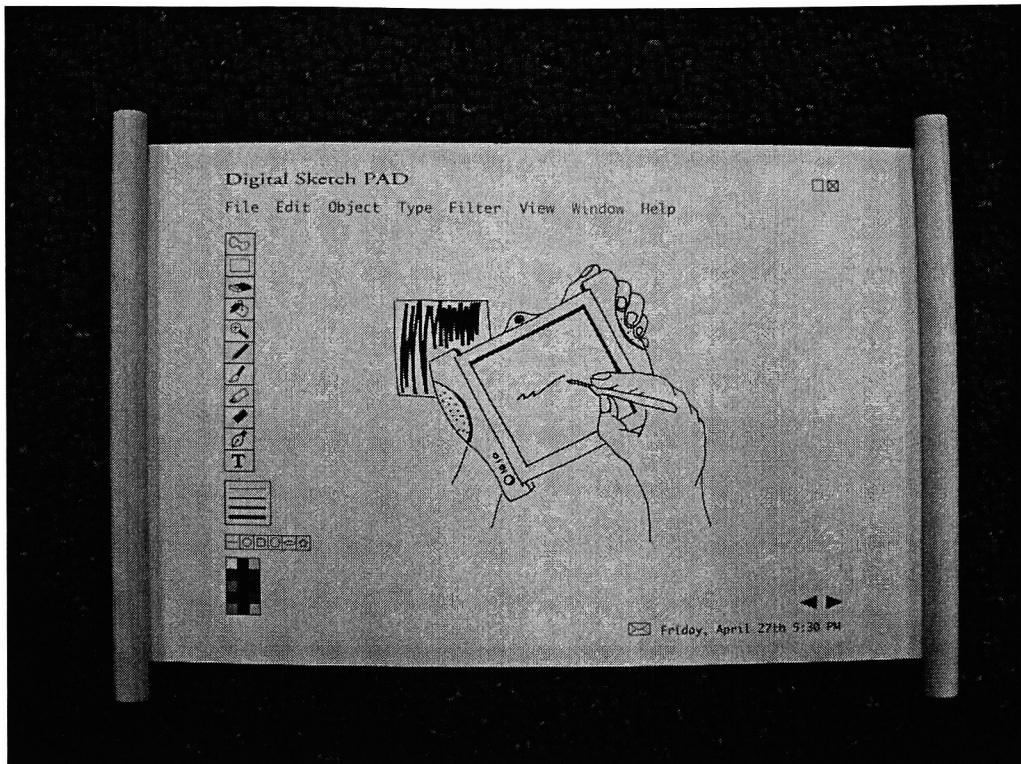 Digital Sketch PAD
File Edit Object Type Filter View Window Help
T
Friday, April 27th 5:30 PM